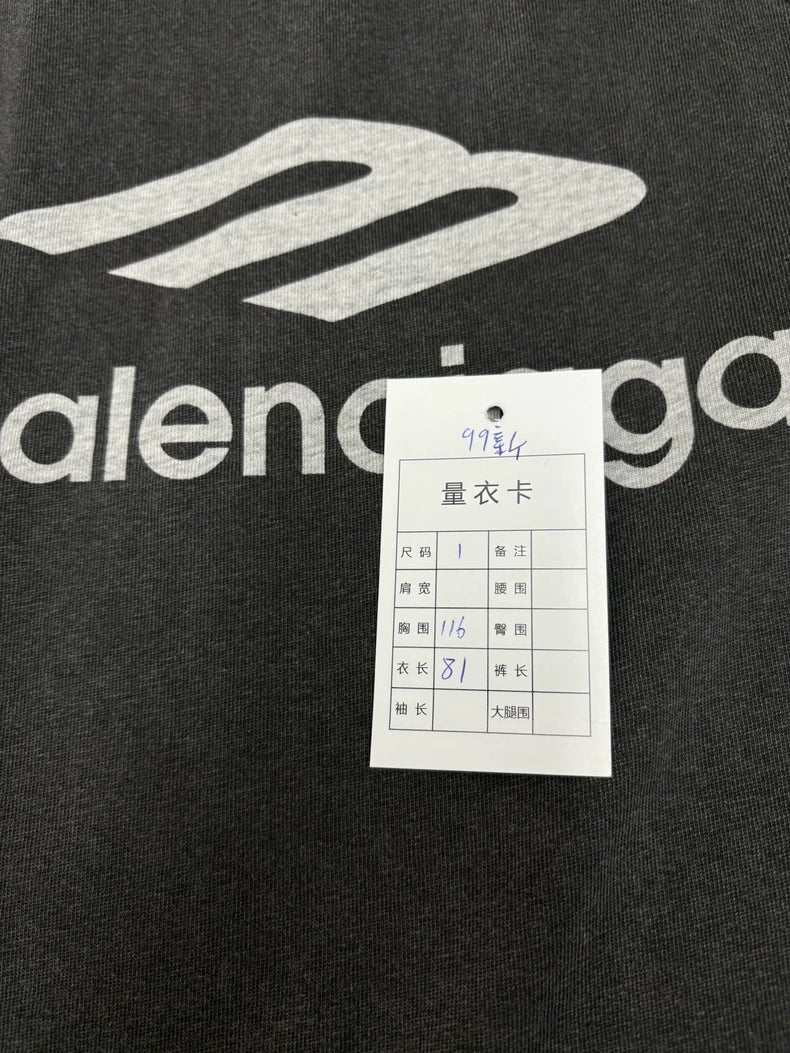 alenciaga
99新
量衣卡
尺码 1 备注
肩宽 腰围
胸围 116 臀围
衣长 81 裤长
袖长 大腿围